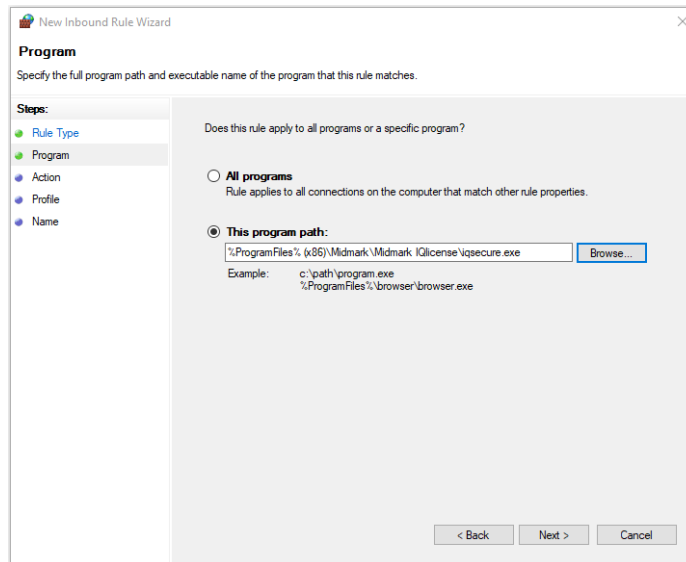 New Inbound Rule Wizard
Program
Specify the full program path and executable name of the program that this rule matches.
Steps:
Rule Type
Program
Action
Profile
Name
Does this rule apply to all programs or a specific program?
All programs
Rule applies to all connections on the computer that match other rule properties.
This program path:
%ProgramFiles% (x86)\Midmark\Midmark IQlicense\iqsecure.exe
Browse...
Example: c:\path\program.exe
%ProgramFiles%\browser\browser.exe
< Back Next > Cancel